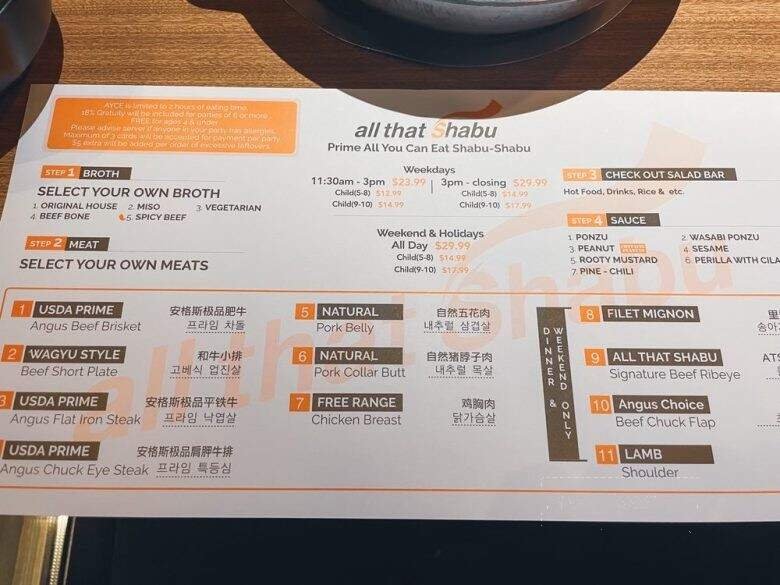 AYCE is limited to 2 hours of eating time.
18% Gratuity will be included for parties of 6 or more.
FREE for ages 4 & under
Please advise server if anyone in your party has allergies.
Maximum of 3 cards will be accepted for payment per party
$5 extra will be added per order of excessive leftovers.
all that Shabu
Prime All You Can Eat Shabu-Shabu
STEP 1 BROTH
SELECT YOUR OWN BROTH
1. ORIGINAL HOUSE 2. MISO 3. VEGETARIAN
4. BEEF BONE 5. SPICY BEEF
STEP 2 MEAT
SELECT YOUR OWN MEATS
Weekdays
11:30am - 3pm $23.99 | 3pm - closing $29.99
Child(5-8) $12.99 Child(5-8) $14.99
Child(9-10) $14.99 Child(9-10) $17.99
Weekend & Holidays
All Day $29.99
Child(5-8) $14.99
Child(9-10) $17.99
STEP 3 CHECK OUT SALAD BAR
Hot Food, Drinks, Rice & etc.
STEP 4 SAUCE
1. PONZU 2. WASABI PONZU
3. PEANUT 4. SESAME
5. ROOTY MUSTARD 6. PERILLA WITH CILA
7. PINE - CHILI
1 USDA PRIME 安格斯极品肥牛
Angus Beef Brisket 프라임 차돌
2 WAGYU STYLE 和牛小排
Beef Short Plate 고베식 업진살
3 USDA PRIME 安格斯极品平铁牛
Angus Flat Iron Steak 프라임 낙엽살
USDA PRIME 安格斯极品肩胛牛排
Angus Chuck Eye Steak 프라임 특등심
5 NATURAL 自然五花肉
Pork Belly 내추럴 삼겹살
6 NATURAL 自然猪脖子肉
Pork Collar Butt 내추럴 목살
7 FREE RANGE 鸡胸肉
Chicken Breast 닭가슴살
DINNER &
WEEKEND ONLY
8 FILET MIGNON
9 ALL THAT SHABU
Signature Beef Ribeye
10 Angus Choice
Beef Chuck Flap
11 LAMB
Shoulder
all that Shabu